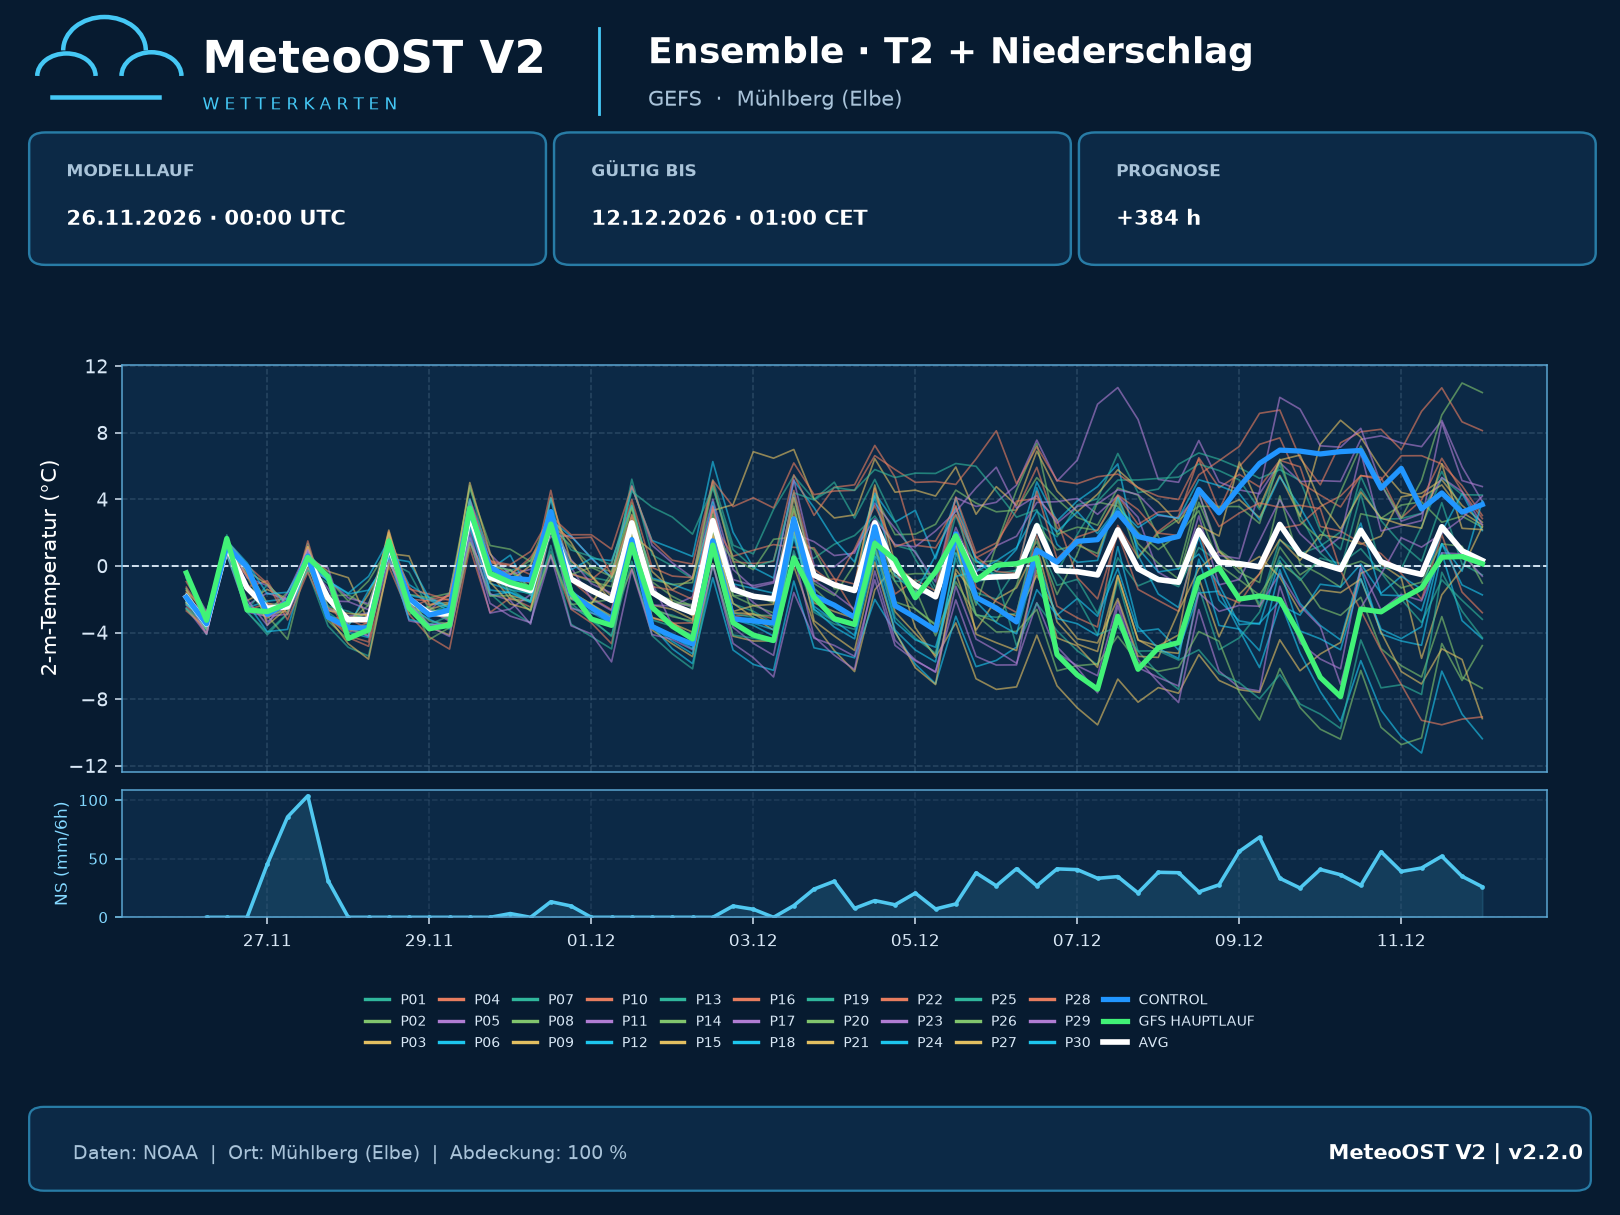 MeteoOST V2
WETTERKARTEN
Ensemble · T2 + Niederschlag
GEFS · Mühlberg (Elbe)
MODELLLAUF
26.11.2026 · 00:00 UTC
GÜLTIG BIS
12.12.2026 · 01:00 CET
PROGNOSE
+384 h
2-m-Temperatur (°C)
12
8
4
0
−4
−8
−12
NS (mm/6h)
100
50
0
27.11 29.11 01.12 03.12 05.12 07.12 09.12 11.12
P01 P04 P07 P10 P13 P16 P19 P22 P25 P28 CONTROL
P02 P05 P08 P11 P14 P17 P20 P23 P26 P29 GFS HAUPTLAUF
P03 P06 P09 P12 P15 P18 P21 P24 P27 P30 AVG
Daten: NOAA | Ort: Mühlberg (Elbe) | Abdeckung: 100 %
MeteoOST V2 | v2.2.0